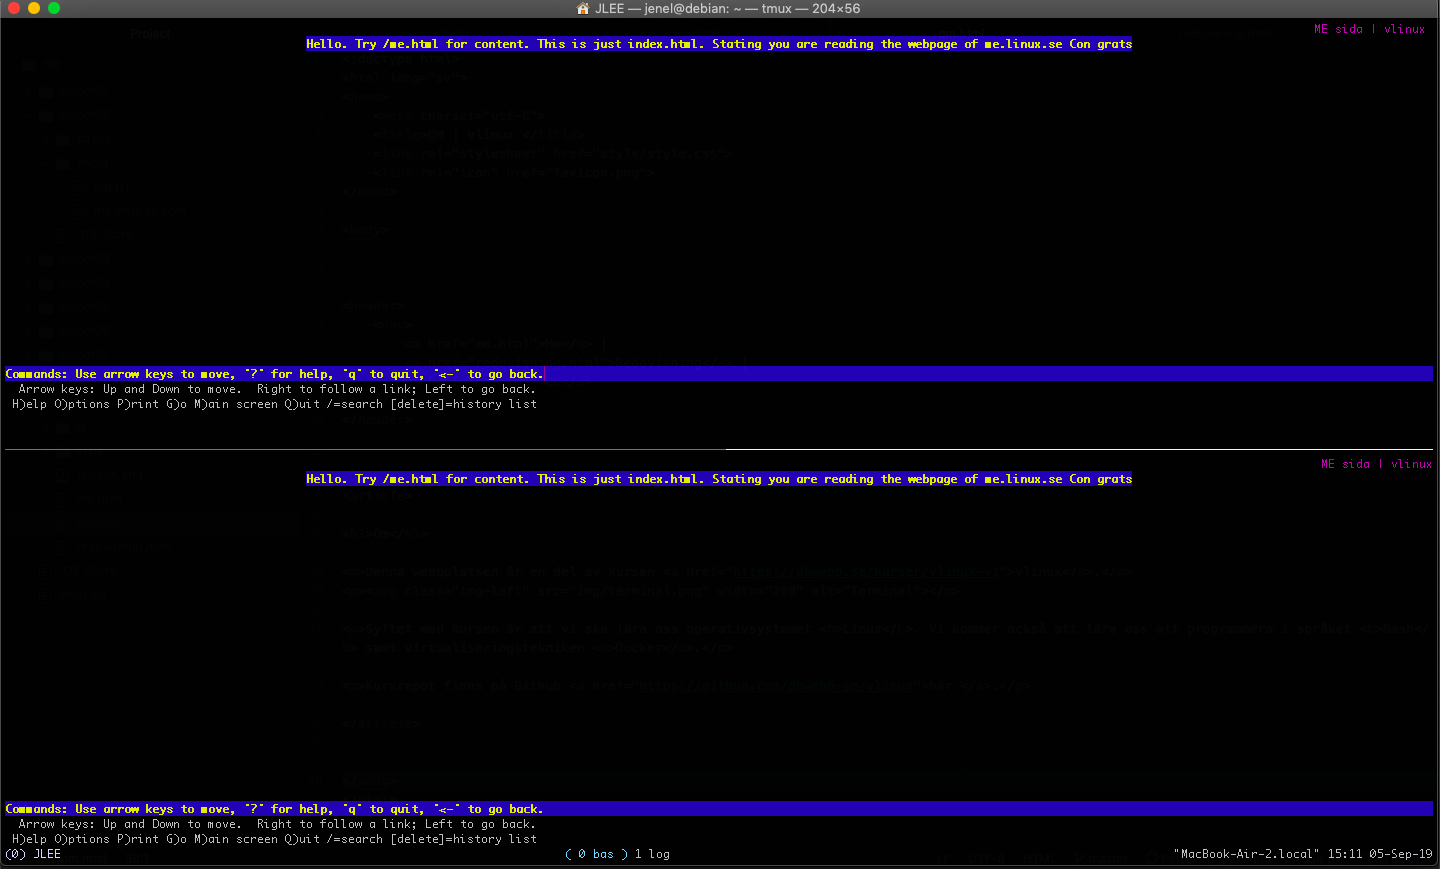 JLEE — jenel@debian: ~ — tmux — 204×56
ME sida | vlinux
Hello. Try /me.html for content. This is just index.html. Stating you are reading the webpage of me.linux.se Con grats
Commands: Use arrow keys to move, '?' for help, 'q' to quit, '<-' to go back.
Arrow keys: Up and Down to move.  Right to follow a link; Left to go back.
H)elp O)ptions P)rint G)o M)ain screen Q)uit /=search [delete]=history list
ME sida | vlinux
Hello. Try /me.html for content. This is just index.html. Stating you are reading the webpage of me.linux.se Con grats
Commands: Use arrow keys to move, '?' for help, 'q' to quit, '<-' to go back.
Arrow keys: Up and Down to move.  Right to follow a link; Left to go back.
H)elp O)ptions P)rint G)o M)ain screen Q)uit /=search [delete]=history list
(0) JLEE ( 0 bas ) 1 log "MacBook-Air-2.local" 15:11 05-Sep-19